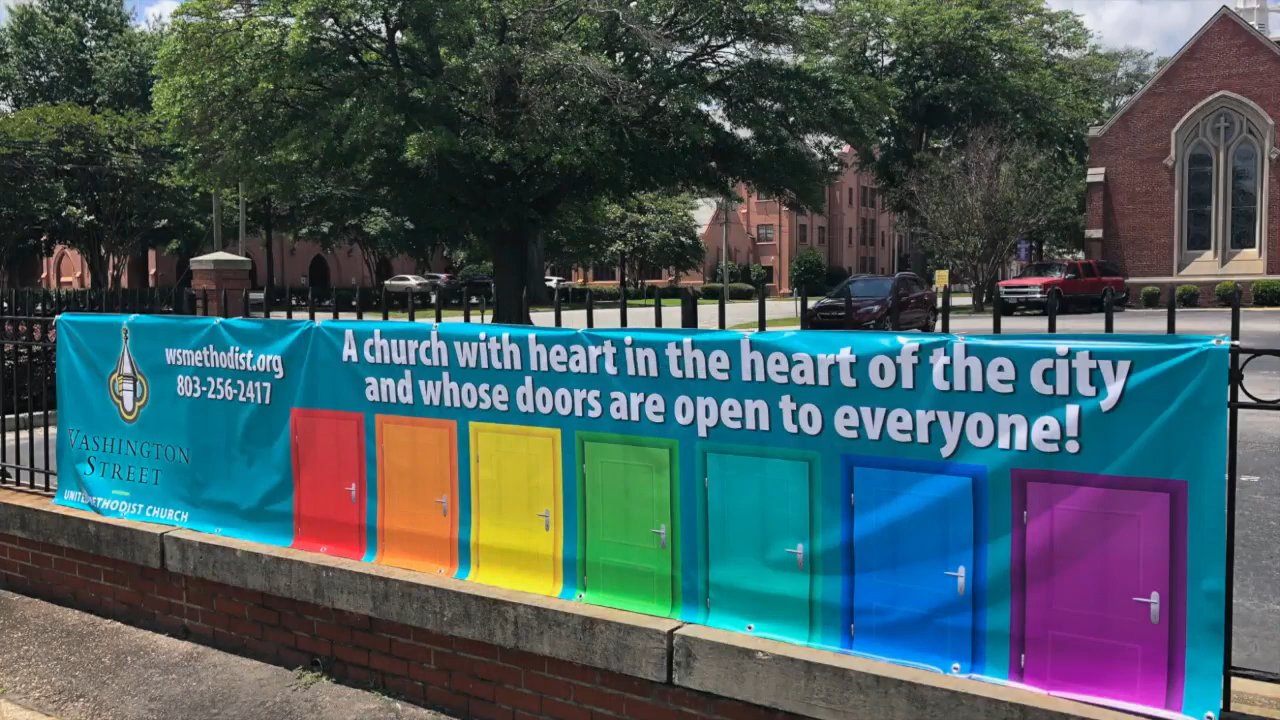 wsmethodist.org
803-256-2417
WASHINGTON
STREET
UNITED METHODIST CHURCH
A church with heart in the heart of the city
and whose doors are open to everyone!